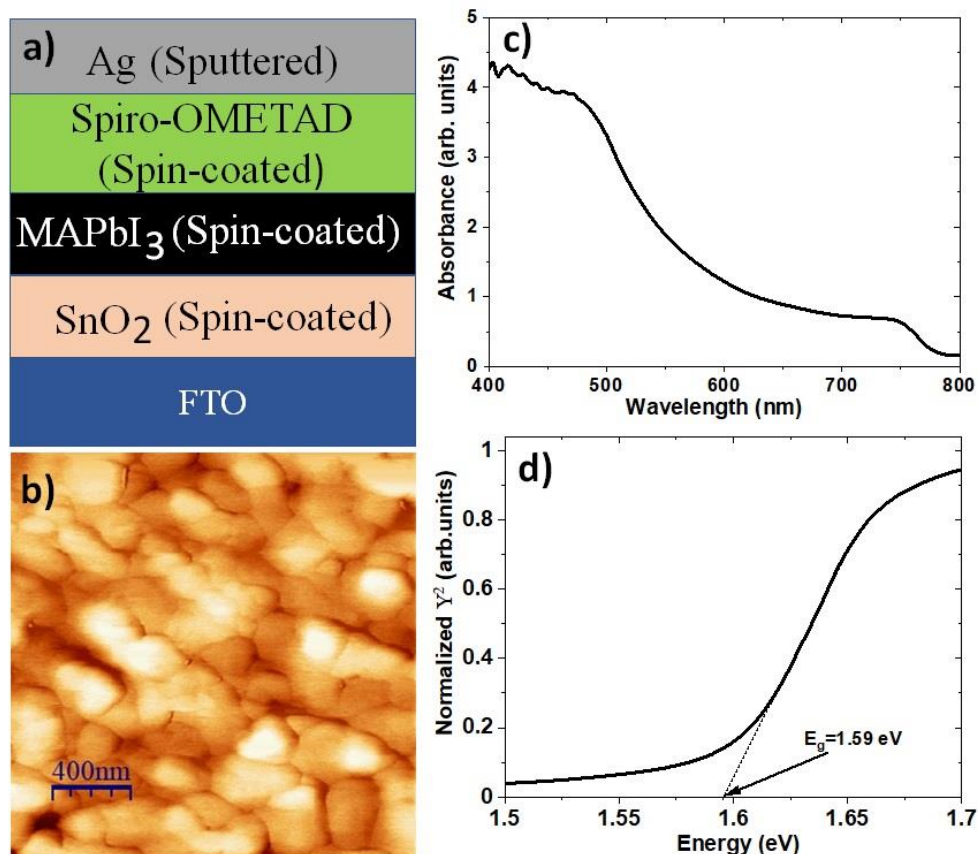 a)
Ag (Sputtered)
Spiro-OMETAD
(Spin-coated)
MAPbI₃ (Spin-coated)
SnO₂ (Spin-coated)
FTO
b)
400nm
c)
Absorbance (arb. units)
5
4
3
2
1
0
400 500 600 700 800
Wavelength (nm)
d)
Normalized Y² (arb.units)
1
0.8
0.6
0.4
0.2
0
E_g=1.59 eV
1.5 1.55 1.6 1.65 1.7
Energy (eV)